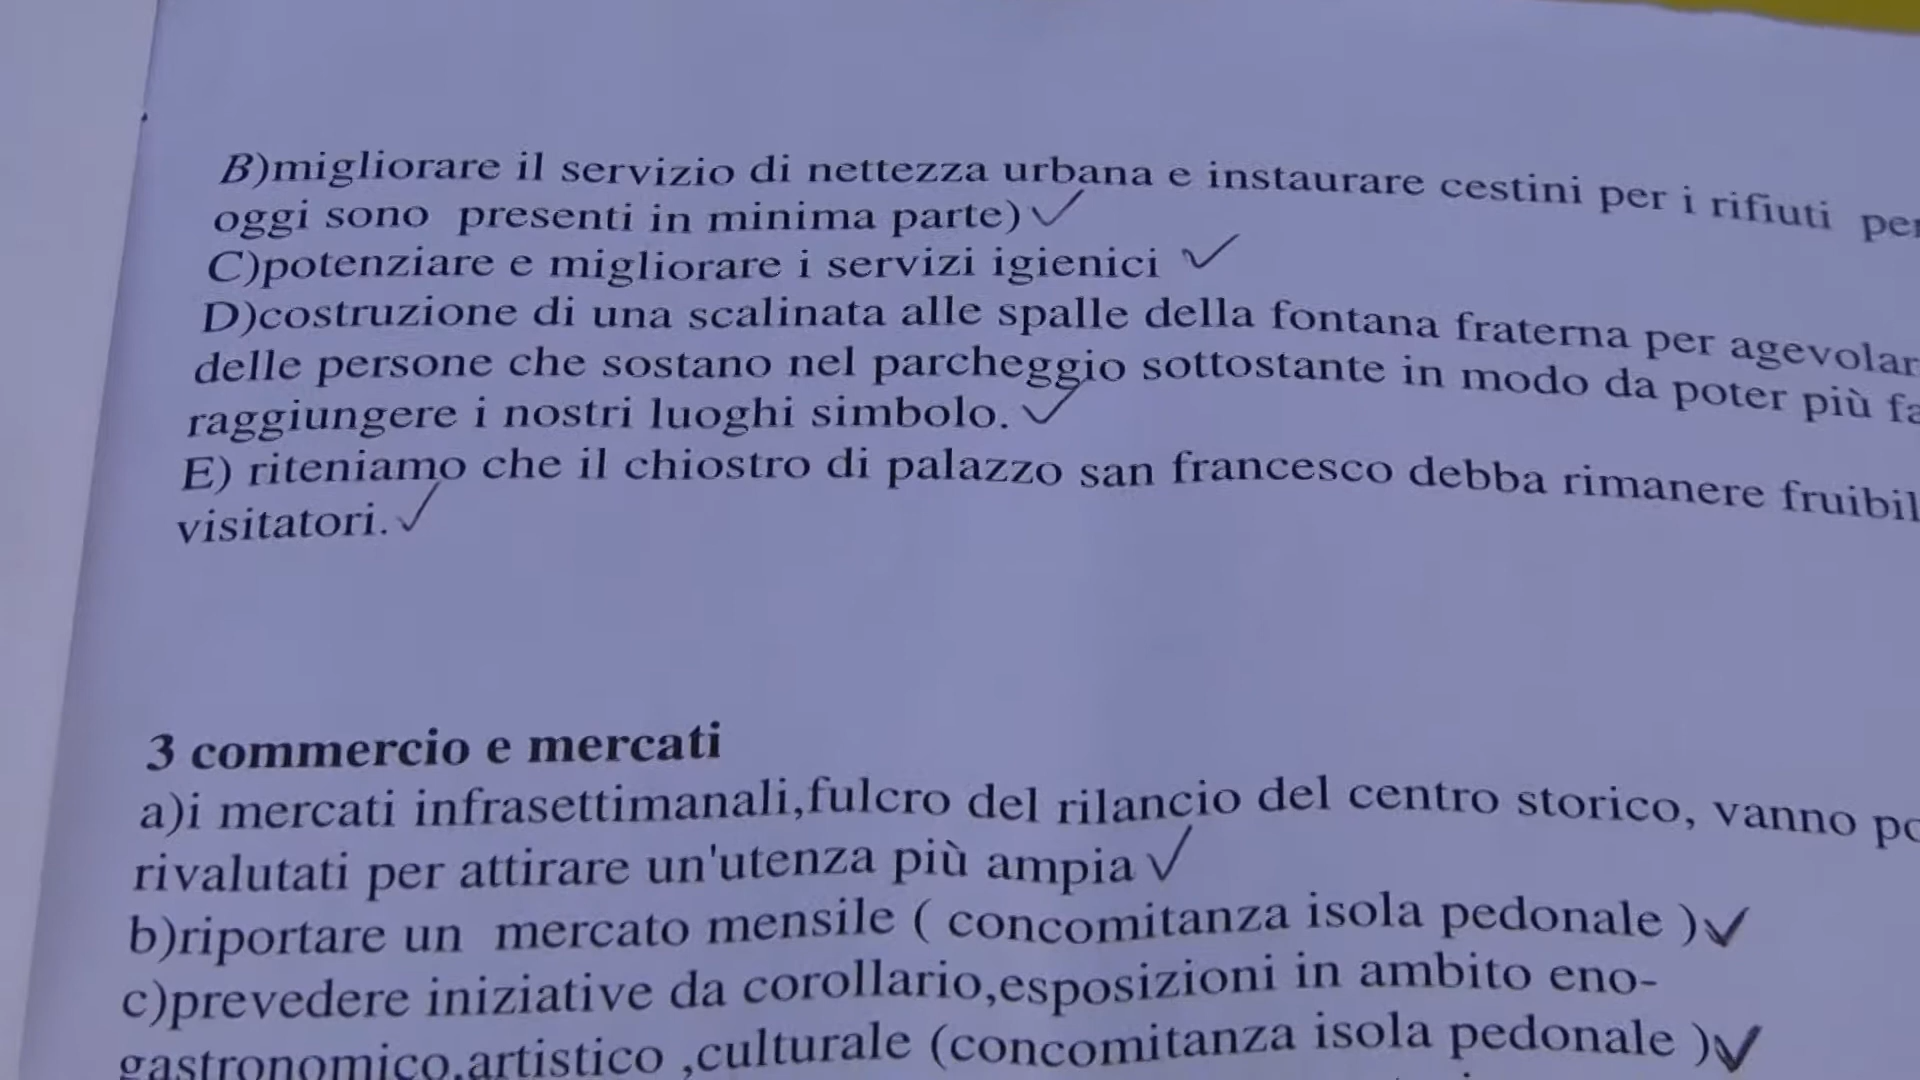 B)migliorare il servizio di nettezza urbana e instaurare cestini per i rifiuti
oggi sono presenti in minima parte) ✓
C)potenziare e migliorare i servizi igienici ✓
D)costruzione di una scalinata alle spalle della fontana fraterna per
delle persone che sostano nel parcheggio sottostante in modo da poter più
raggiungere i nostri luoghi simbolo. ✓
E) riteniamo che il chiostro di palazzo san francesco debba rimanere
visitatori. ✓
3 commercio e mercati
a)i mercati infrasettimanali,fulcro del rilancio del centro storico, vanno
rivalutati per attirare un'utenza più ampia ✓
b)riportare un mercato mensile ( concomitanza isola pedonale )✓
c)prevedere iniziative da corollario,esposizioni in ambito eno-
gastronomico,artistico ,culturale (concomitanza isola pedonale )✓